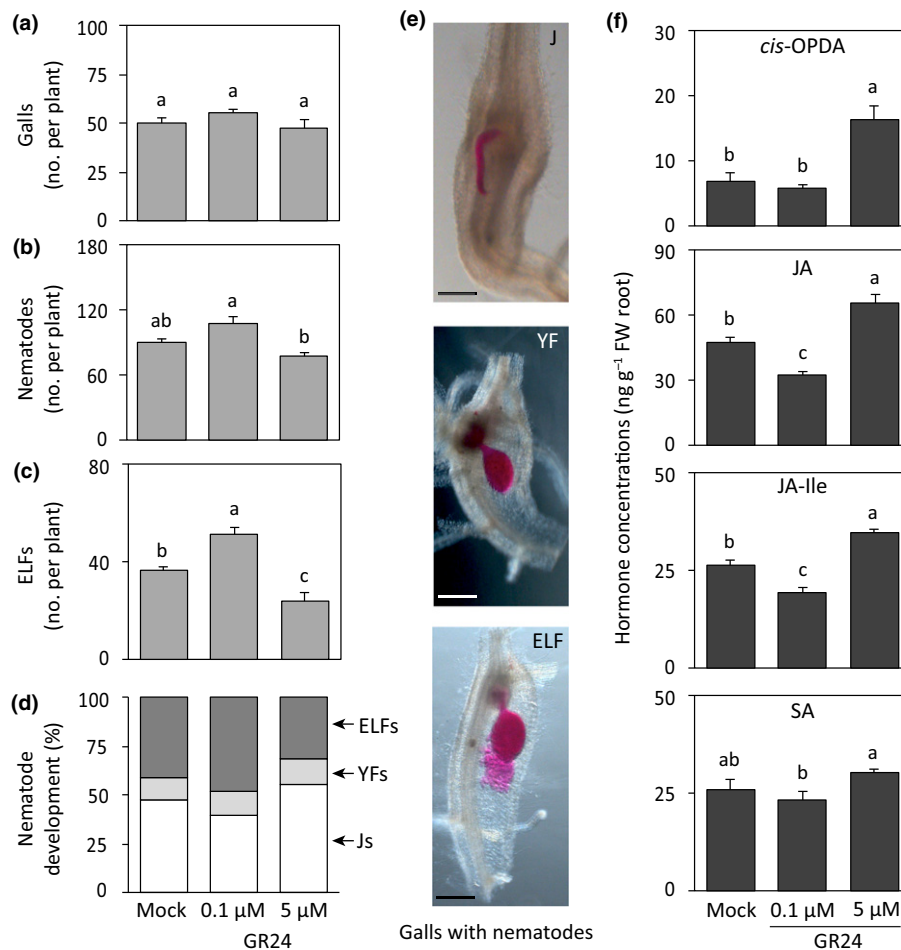 (a)
100
75
50
25
0
Galls
(no. per plant)
a
a
a
(b)
180
120
60
0
Nematodes
(no. per plant)
ab
a
b
(c)
80
40
0
ELFs
(no. per plant)
b
a
c
(d)
100
75
50
25
0
Nematode
development (%)
ELFs
YFs
Js
Mock
0.1 µM
5 µM
GR24
(e)
J
YF
ELF
Galls with nematodes
(f)
Hormone concentrations (ng g⁻¹ FW root)
30
20
10
0
cis-OPDA
b
b
a
90
60
30
0
JA
b
c
a
50
25
0
JA-Ile
b
c
a
50
25
0
SA
ab
b
a
Mock
0.1 µM
5 µM
GR24